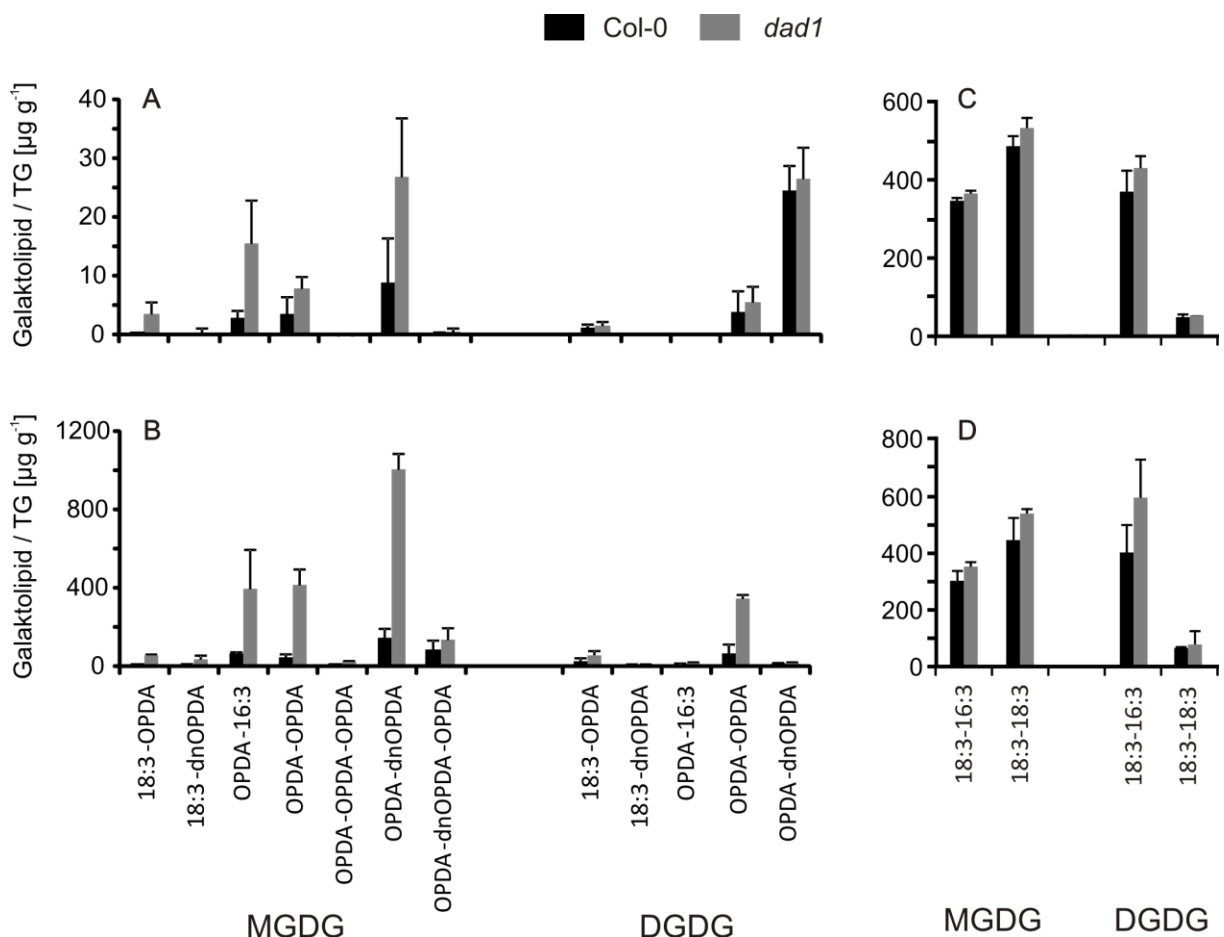 Col-0 dad1
A
Galaktolipid / TG [µg g⁻¹]
40
30
20
10
0
C
600
400
200
0
B
Galaktolipid / TG [µg g⁻¹]
1200
800
400
0
D
800
600
400
200
0
18:3-OPDA
18:3-dnOPDA
OPDA-16:3
OPDA-OPDA
OPDA-OPDA-OPDA
OPDA-dnOPDA
OPDA-dnOPDA-OPDA
18:3-OPDA
18:3-dnOPDA
OPDA-16:3
OPDA-OPDA
OPDA-dnOPDA
18:3-16:3
18:3-18:3
18:3-16:3
18:3-18:3
MGDG DGDG MGDG DGDG